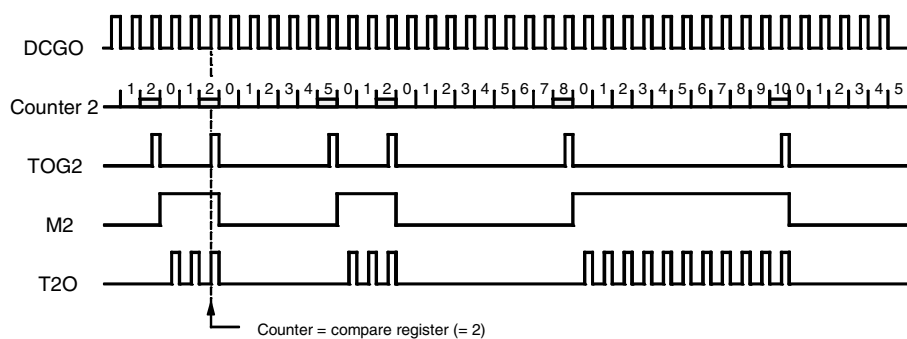 DCGO
Counter 2 1 2 0 1 2 0 1 2 3 4 5 0 1 2 0 1 2 3 4 5 6 7 8 0 1 2 3 4 5 6 7 8 9 10 0 1 2 3 4 5
TOG2
M2
T2O
Counter = compare register (= 2)